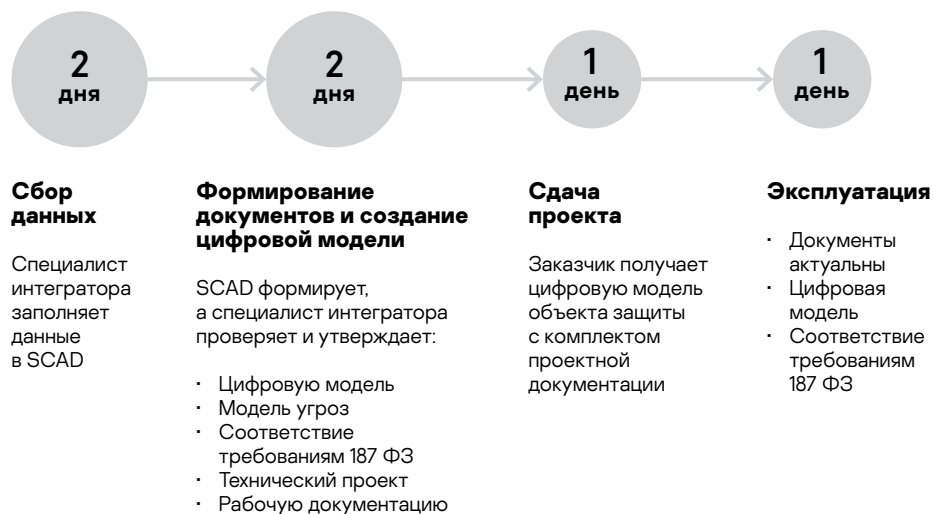 2
дня
2
дня
1
день
1
день
Сбор
данных
Специалист
интегратора
заполняет
данные
в SCAD
Формирование
документов и создание
цифровой модели
SCAD формирует,
а специалист интегратора
проверяет и утверждает:
· Цифровую модель
· Модель угроз
· Соответствие
требованиям 187 ФЗ
· Технический проект
· Рабочую документацию
Сдача
проекта
Заказчик получает
цифровую модель
объекта защиты
с комплектом
проектной
документации
Эксплуатация
· Документы
актуальны
· Цифровая
модель
· Соответствие
требованиям
187 ФЗ